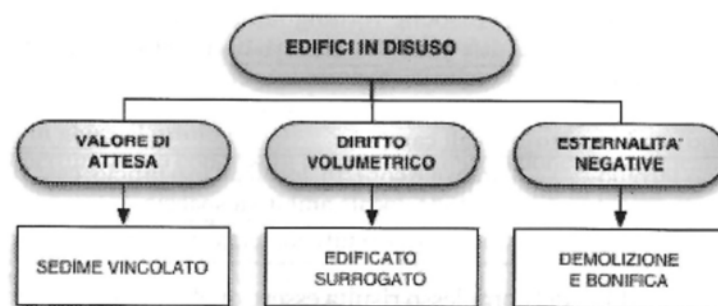 EDIFICI IN DISUSO
VALORE DI
ATTESA
DIRITTO
VOLUMETRICO
ESTERNALITA'
NEGATIVE
SEDIME VINCOLATO
EDIFICATO
SURROGATO
DEMOLIZIONE
E BONIFICA